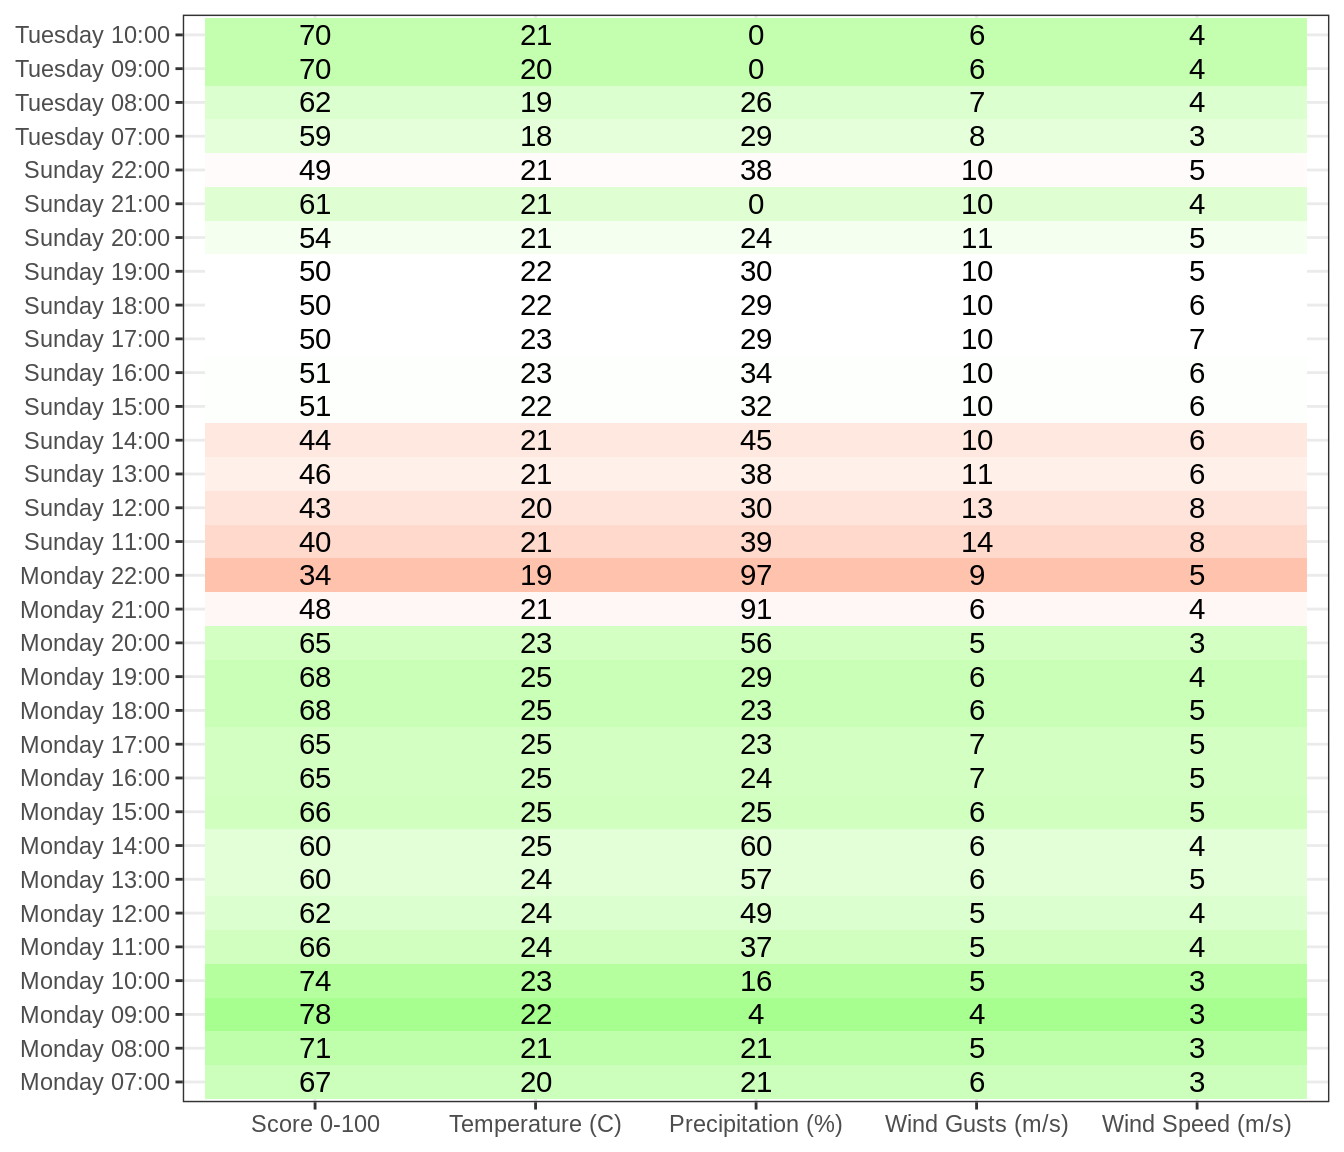 Tuesday 10:00 70 21 0 6 4
Tuesday 09:00 70 20 0 6 4
Tuesday 08:00 62 19 26 7 4
Tuesday 07:00 59 18 29 8 3
Sunday 22:00 49 21 38 10 5
Sunday 21:00 61 21 0 10 4
Sunday 20:00 54 21 24 11 5
Sunday 19:00 50 22 30 10 5
Sunday 18:00 50 22 29 10 6
Sunday 17:00 50 23 29 10 7
Sunday 16:00 51 23 34 10 6
Sunday 15:00 51 22 32 10 6
Sunday 14:00 44 21 45 10 6
Sunday 13:00 46 21 38 11 6
Sunday 12:00 43 20 30 13 8
Sunday 11:00 40 21 39 14 8
Monday 22:00 34 19 97 9 5
Monday 21:00 48 21 91 6 4
Monday 20:00 65 23 56 5 3
Monday 19:00 68 25 29 6 4
Monday 18:00 68 25 23 6 5
Monday 17:00 65 25 23 7 5
Monday 16:00 65 25 24 7 5
Monday 15:00 66 25 25 6 5
Monday 14:00 60 25 60 6 4
Monday 13:00 60 24 57 6 5
Monday 12:00 62 24 49 5 4
Monday 11:00 66 24 37 5 4
Monday 10:00 74 23 16 5 3
Monday 09:00 78 22 4 4 3
Monday 08:00 71 21 21 5 3
Monday 07:00 67 20 21 6 3
Score 0-100 Temperature (C) Precipitation (%) Wind Gusts (m/s) Wind Speed (m/s)